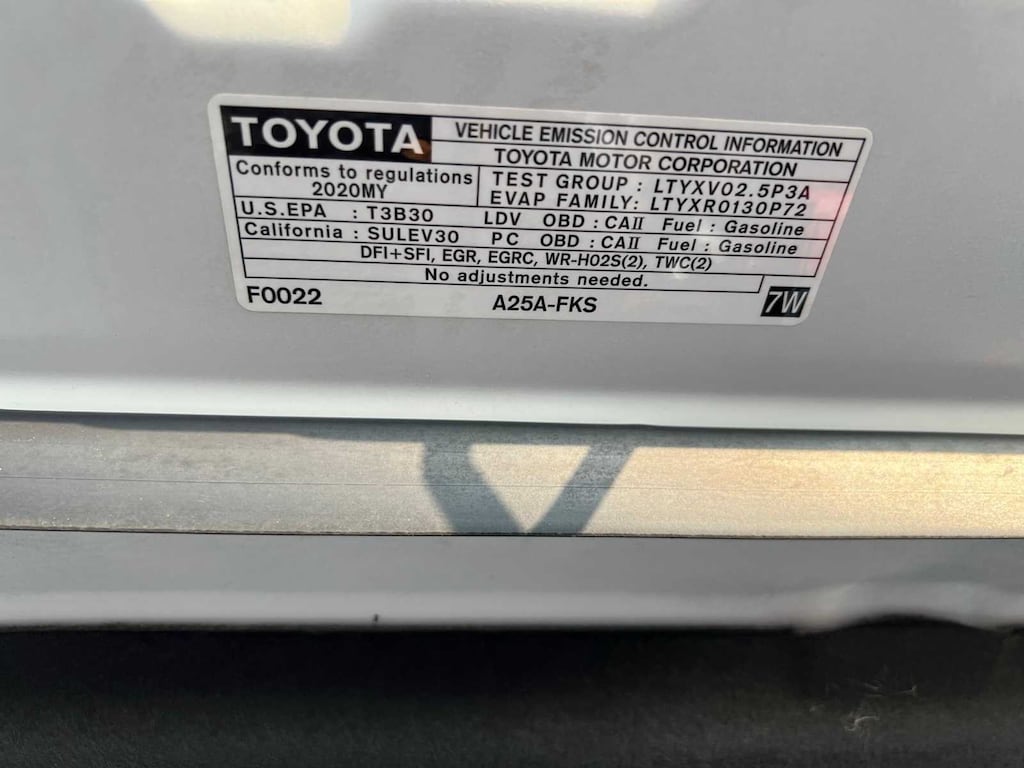 TOYOTA VEHICLE EMISSION CONTROL INFORMATION
TOYOTA MOTOR CORPORATION
Conforms to regulations
2020MY
TEST GROUP : LTYXV02.5P3A
EVAP FAMILY: LTYXR0130P72
U.S.EPA : T3B30 LDV OBD : CAII Fuel : Gasoline
California : SULEV30 PC OBD : CAII Fuel : Gasoline
DFI+SFI, EGR, EGRC, WR-HO2S(2), TWC(2)
No adjustments needed.
F0022 A25A-FKS 7W